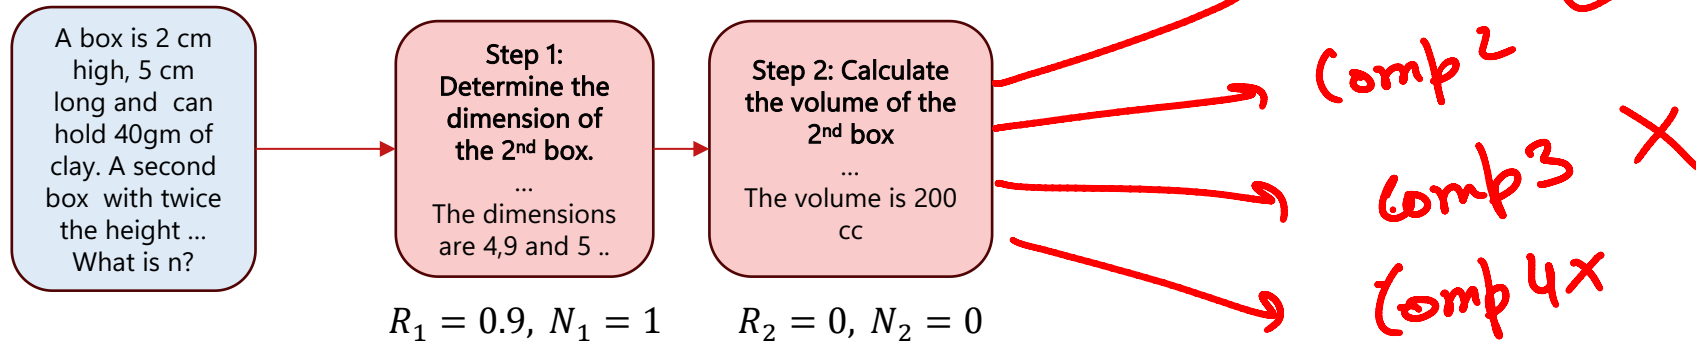 A box is 2 cm
high, 5 cm
long and can
hold 40gm of
clay. A second
box with twice
the height ...
What is n?
Step 1:
Determine the
dimension of
the 2nd box.
...
The dimensions
are 4,9 and 5 ..
R₁ = 0.9, N₁ = 1
Step 2: Calculate
the volume of the
2nd box
...
The volume is 200
cc
R₂ = 0, N₂ = 0
Comp 2
Comp 3 X
Comp 4 X